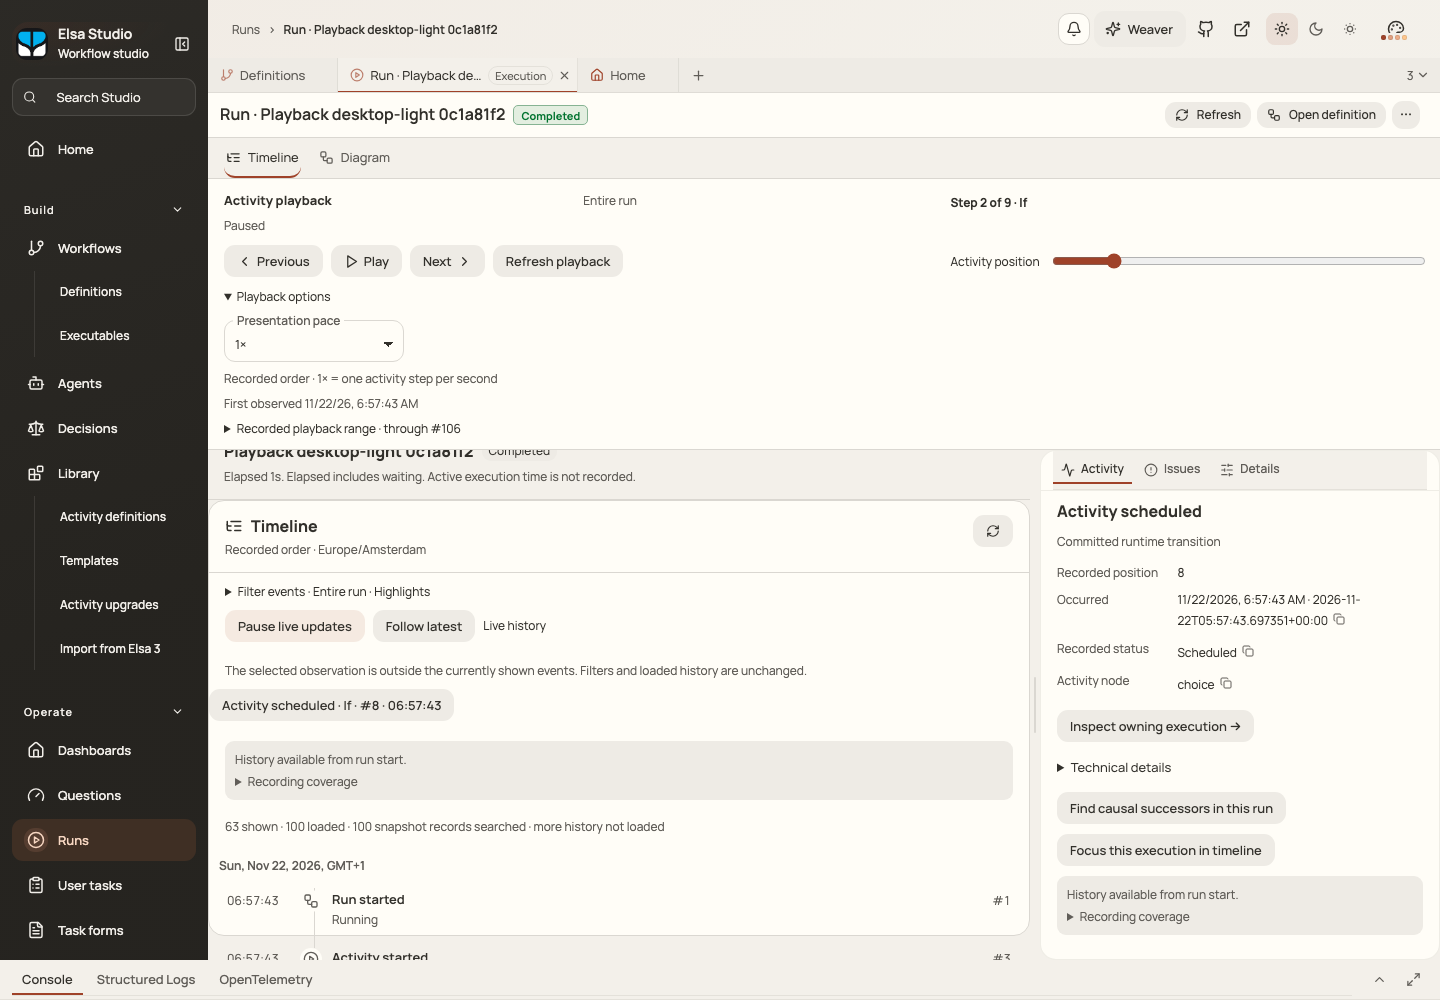 Elsa Studio
Workflow studio
Search Studio
Home
Build
Workflows
Definitions
Executables
Agents
Decisions
Library
Activity definitions
Templates
Activity upgrades
Import from Elsa 3
Operate
Dashboards
Questions
Runs
User tasks
Task forms
Runs › Run · Playback desktop-light 0c1a81f2
Weaver
Definitions
Run · Playback de... Execution
Home
3
Run · Playback desktop-light 0c1a81f2 Completed
Refresh
Open definition
Timeline
Diagram
Activity playback
Entire run
Step 2 of 9 · If
Paused
Previous
Play
Next
Refresh playback
Activity position
Playback options
Presentation pace
1×
Recorded order · 1× = one activity step per second
First observed 11/22/26, 6:57:43 AM
Recorded playback range · through #106
Playback desktop-light 0c1a81f2 Completed
Elapsed 1s. Elapsed includes waiting. Active execution time is not recorded.
Timeline
Recorded order · Europe/Amsterdam
Filter events · Entire run · Highlights
Pause live updates
Follow latest
Live history
The selected observation is outside the currently shown events. Filters and loaded history are unchanged.
Activity scheduled · If · #8 · 06:57:43
History available from run start.
Recording coverage
63 shown · 100 loaded · 100 snapshot records searched · more history not loaded
Sun, Nov 22, 2026, GMT+1
06:57:43 Run started #1
Running
06:57:43 Activity started #3
Activity
Issues
Details
Activity scheduled
Committed runtime transition
Recorded position 8
Occurred 11/22/2026, 6:57:43 AM · 2026-11-
22T05:57:43.697351+00:00
Recorded status Scheduled
Activity node choice
Inspect owning execution →
Technical details
Find causal successors in this run
Focus this execution in timeline
History available from run start.
Recording coverage
Console
Structured Logs
OpenTelemetry